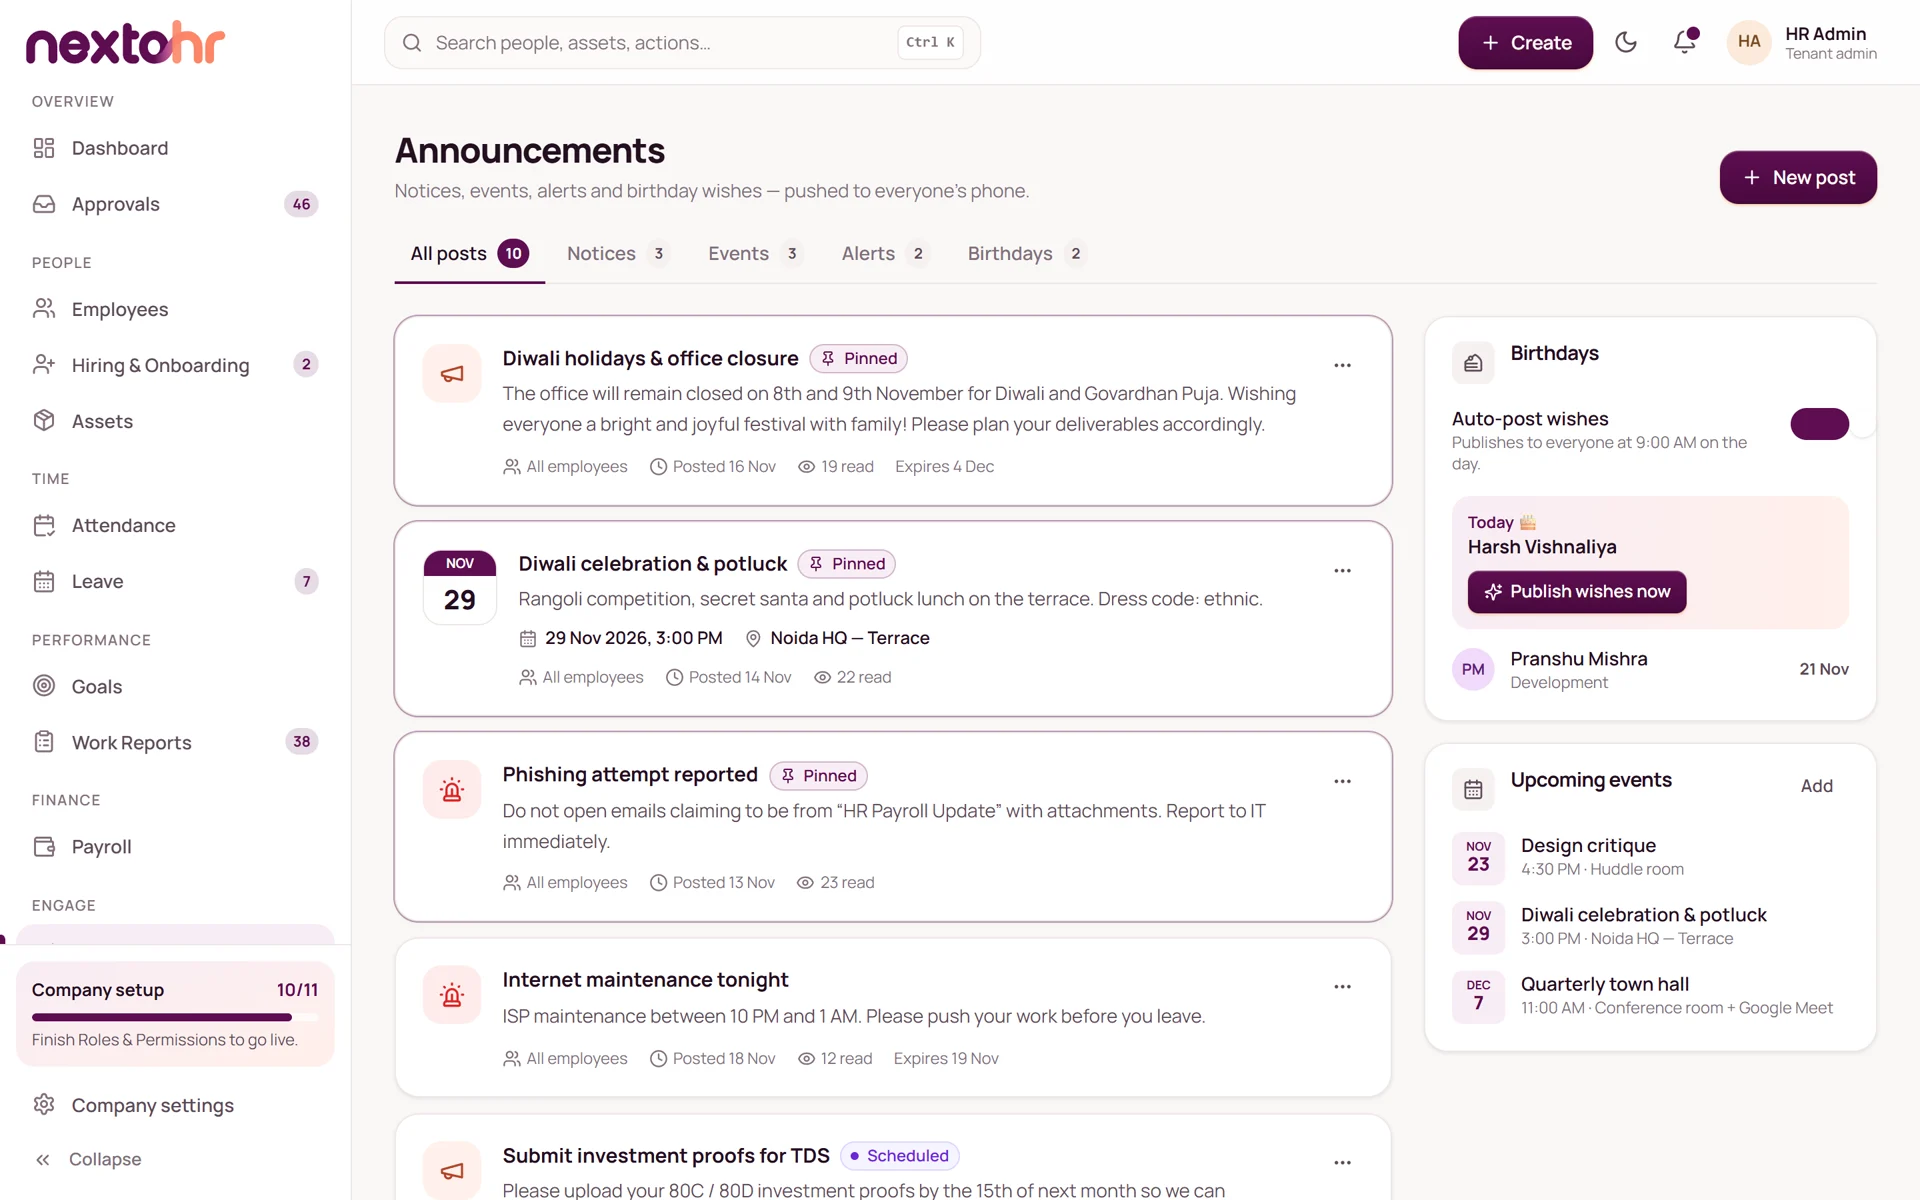 nextohr
Search people, assets, actions...
Ctrl K
+ Create
HA
HR Admin
Tenant admin
OVERVIEW
Dashboard
Approvals 46
PEOPLE
Employees
Hiring & Onboarding 2
Assets
TIME
Attendance
Leave 7
PERFORMANCE
Goals
Work Reports 38
FINANCE
Payroll
ENGAGE
Company setup 10/11
Finish Roles & Permissions to go live.
Company settings
Collapse
Announcements
Notices, events, alerts and birthday wishes — pushed to everyone's phone.
+ New post
All posts 10 Notices 3 Events 3 Alerts 2 Birthdays 2
Diwali holidays & office closure Pinned
The office will remain closed on 8th and 9th November for Diwali and Govardhan Puja. Wishing
everyone a bright and joyful festival with family! Please plan your deliverables accordingly.
All employees Posted 16 Nov 19 read Expires 4 Dec
NOV
29
Diwali celebration & potluck Pinned
Rangoli competition, secret santa and potluck lunch on the terrace. Dress code: ethnic.
29 Nov 2026, 3:00 PM Noida HQ — Terrace
All employees Posted 14 Nov 22 read
Phishing attempt reported Pinned
Do not open emails claiming to be from “HR Payroll Update” with attachments. Report to IT
immediately.
All employees Posted 13 Nov 23 read
Internet maintenance tonight
ISP maintenance between 10 PM and 1 AM. Please push your work before you leave.
All employees Posted 18 Nov 12 read Expires 19 Nov
Submit investment proofs for TDS Scheduled
Please upload your 80C / 80D investment proofs by the 15th of next month so we can
Birthdays
Auto-post wishes
Publishes to everyone at 9:00 AM on the
day.
Today 🎂
Harsh Vishnaliya
Publish wishes now
PM
Pranshu Mishra
Development
21 Nov
Upcoming events
Add
NOV
23
Design critique
4:30 PM · Huddle room
NOV
29
Diwali celebration & potluck
3:00 PM · Noida HQ — Terrace
DEC
7
Quarterly town hall
11:00 AM · Conference room + Google Meet